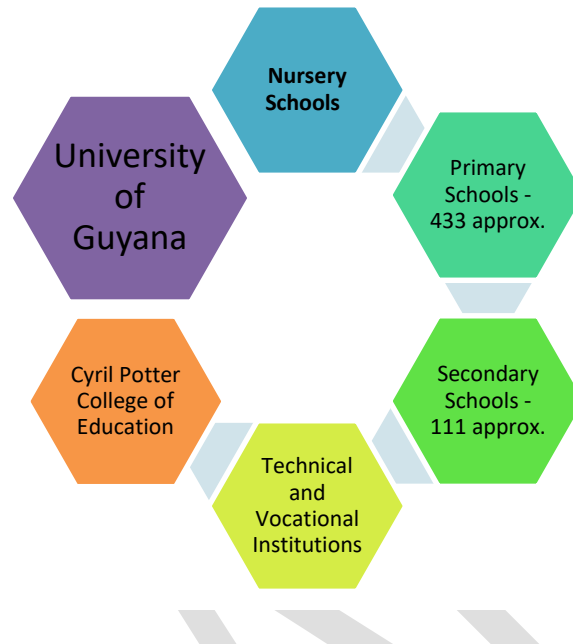 Nursery
Schools
Primary
Schools -
433 approx.
Secondary
Schools -
111 approx.
Technical
and
Vocational
Institutions
Cyril Potter
College of
Education
University
of
Guyana